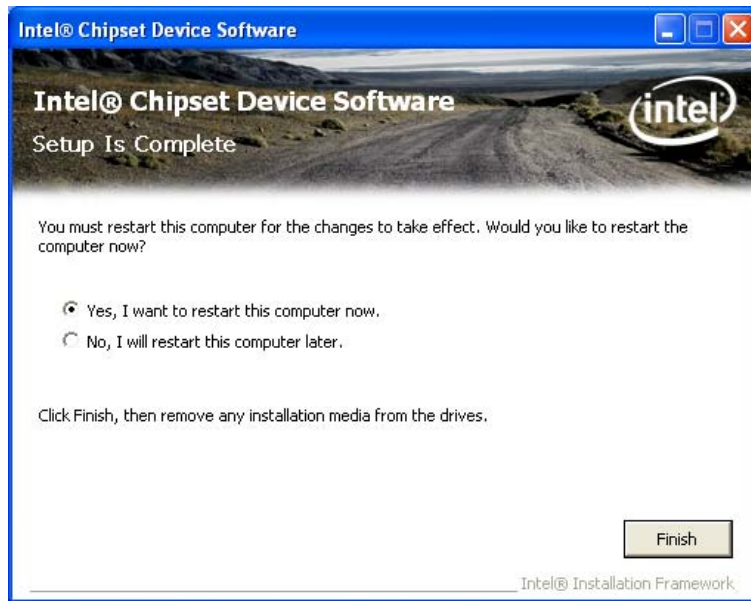 Intel® Chipset Device Software
Intel® Chipset Device Software
intel
Setup Is Complete
You must restart this computer for the changes to take effect. Would you like to restart the
computer now?
Yes, I want to restart this computer now.
No, I will restart this computer later.
Click Finish, then remove any installation media from the drives.
Finish
Intel® Installation Framework